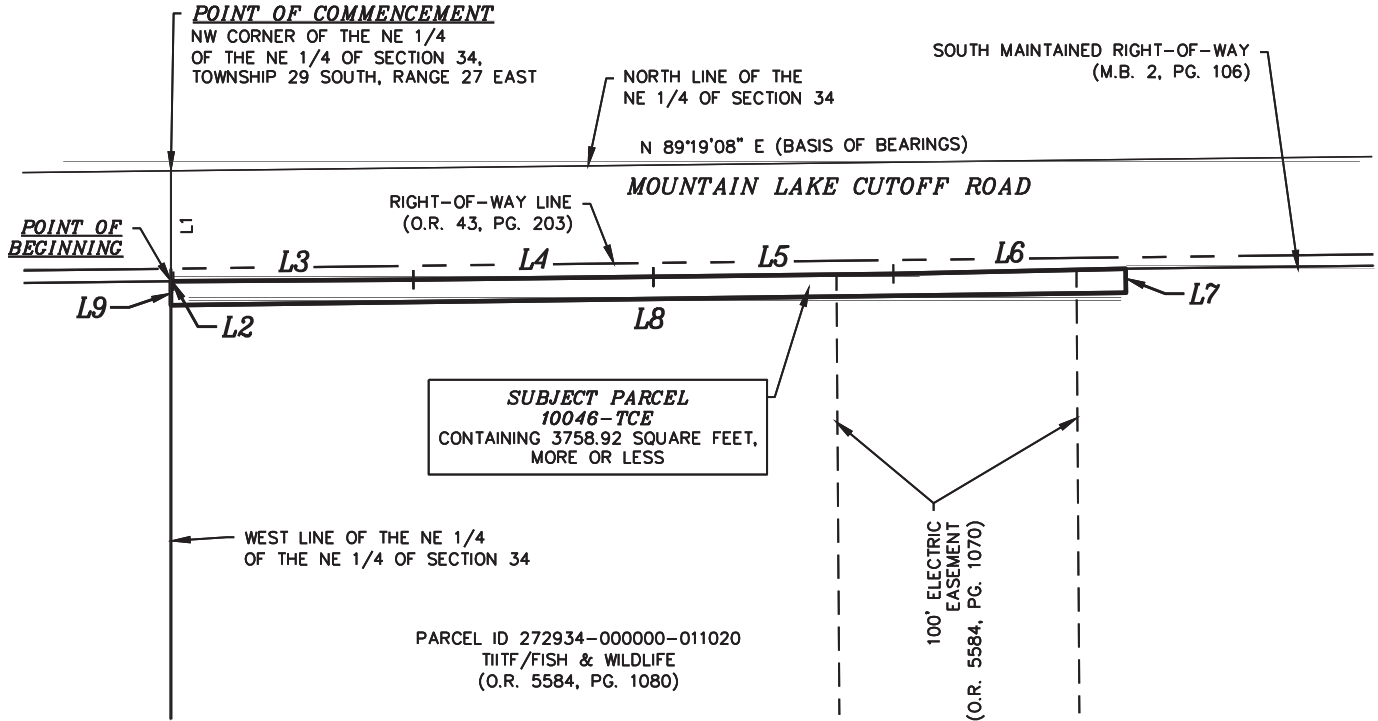 POINT OF COMMENCEMENT
NW CORNER OF THE NE 1/4
OF THE NE 1/4 OF SECTION 34,
TOWNSHIP 29 SOUTH, RANGE 27 EAST
SOUTH MAINTAINED RIGHT-OF-WAY
(M.B. 2, PG. 106)
NORTH LINE OF THE
NE 1/4 OF SECTION 34
N 89°19'08" E (BASIS OF BEARINGS)
MOUNTAIN LAKE CUTOFF ROAD
RIGHT-OF-WAY LINE
(O.R. 43, PG. 203)
L1
POINT OF
BEGINNING
L3
L4
L5
L6
L9
L2
L8
L7
SUBJECT PARCEL
10046-TCE
CONTAINING 3758.92 SQUARE FEET,
MORE OR LESS
WEST LINE OF THE NE 1/4
OF THE NE 1/4 OF SECTION 34
100' ELECTRIC
EASEMENT
(O.R. 5584, PG. 1070)
PARCEL ID 272934-000000-011020
TIITF/FISH & WILDLIFE
(O.R. 5584, PG. 1080)